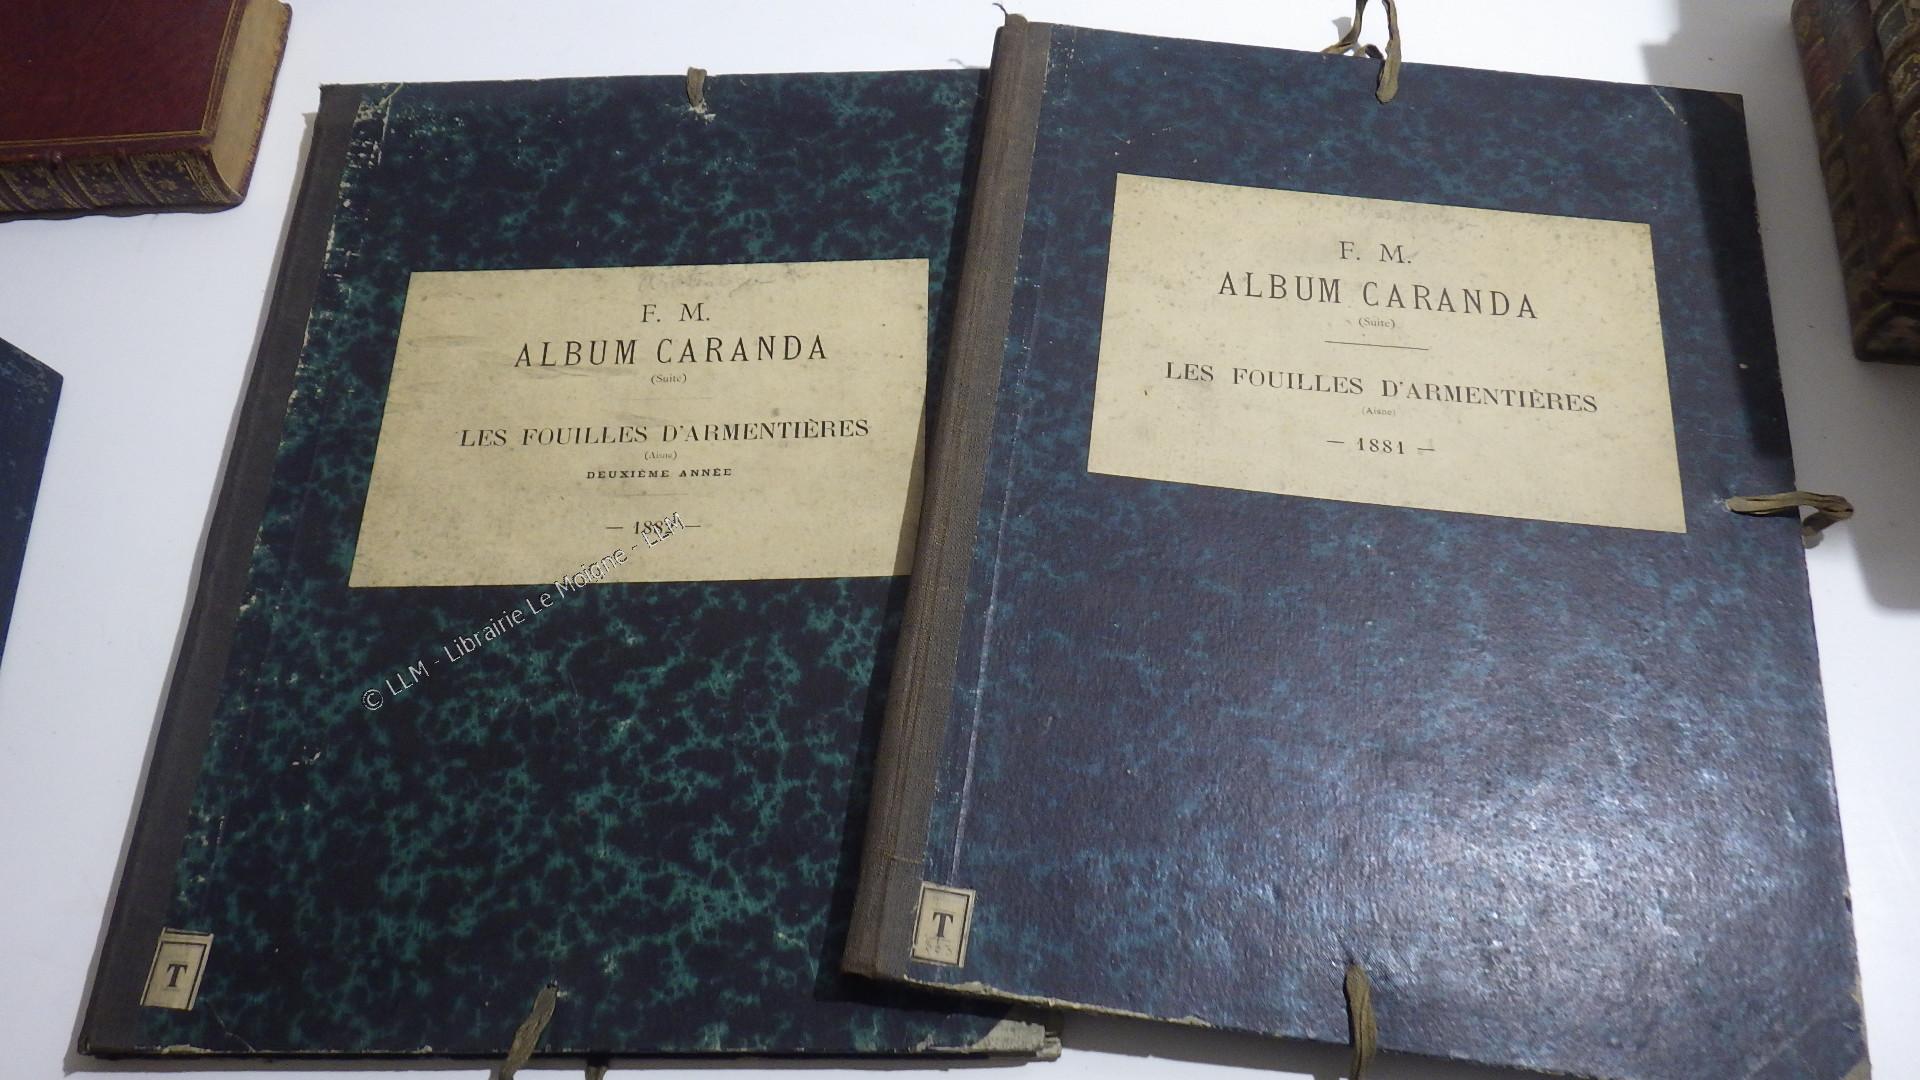 F. M.
ALBUM CARANDA
(Suite)
LES FOUILLES D'ARMENTIÈRES
(Aisne)
DEUXIÈME ANNÉE
© LLM - Librairie Le Moigne - LLM
T
F. M.
ALBUM CARANDA
(Suite)
LES FOUILLES D'ARMENTIÈRES
(Aisne)
— 1881 —
T